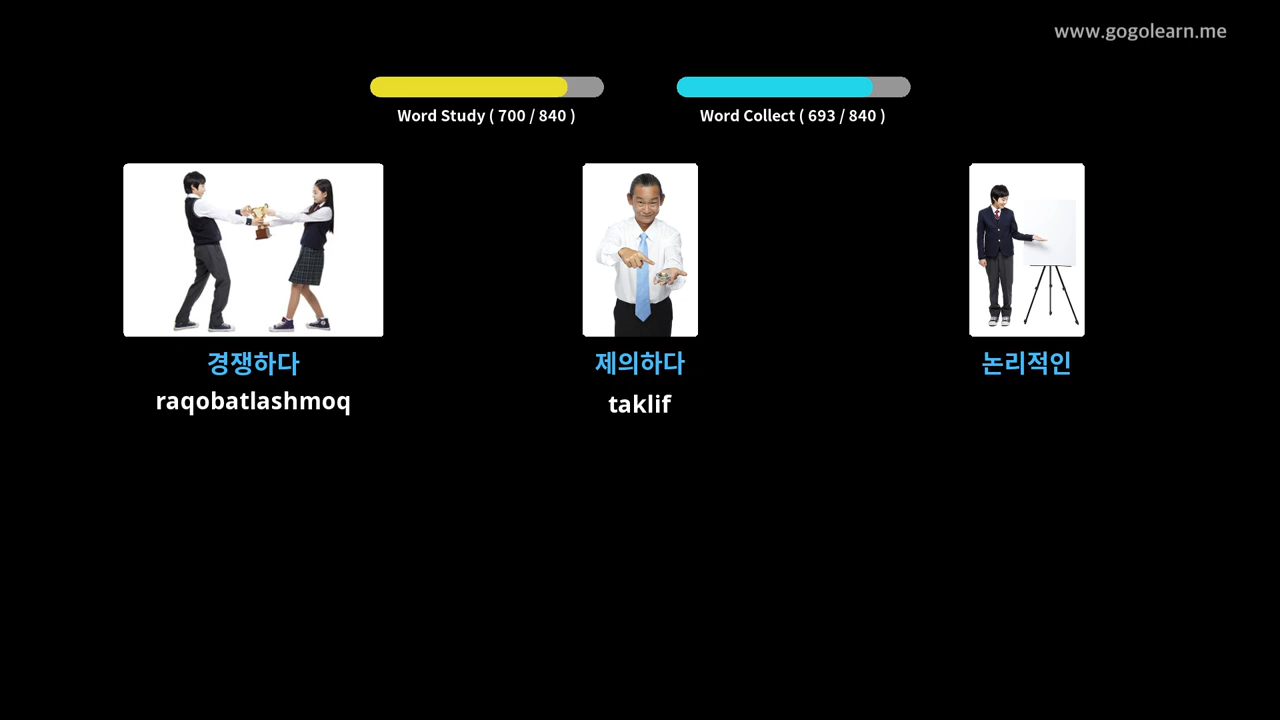 www.gogolearn.me
Word Study ( 700 / 840 )
Word Collect ( 693 / 840 )
경쟁하다
제의하다
논리적인
raqobatlashmoq
taklif